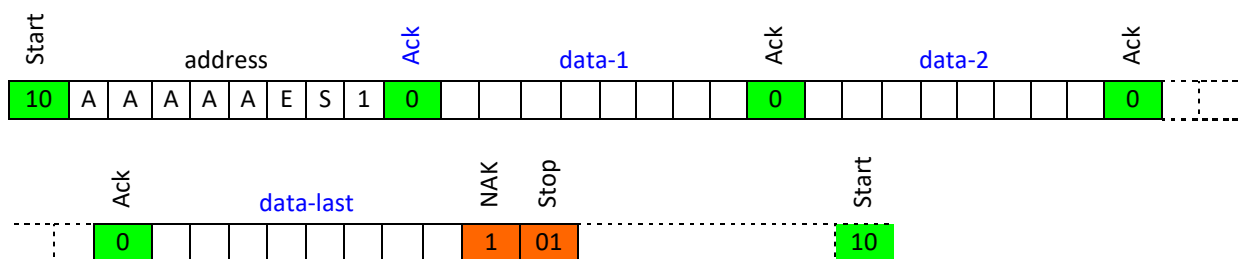 Start address Ack data-1 Ack data-2 Ack
10 A A A A A E S 1 0 0 0
Ack data-last NAK Stop Start
0 1 01 10